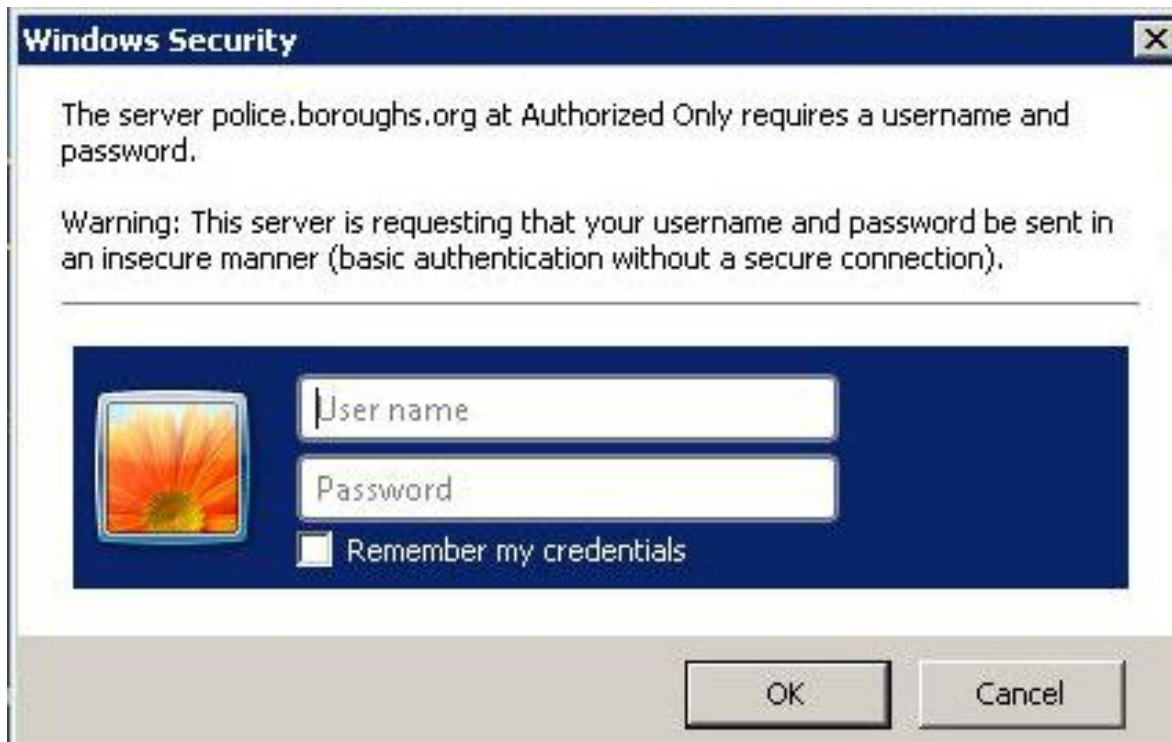 Windows Security
The server police.boroughs.org at Authorized Only requires a username and
password.
Warning: This server is requesting that your username and password be sent in
an insecure manner (basic authentication without a secure connection).
User name
Password
Remember my credentials
OK
Cancel